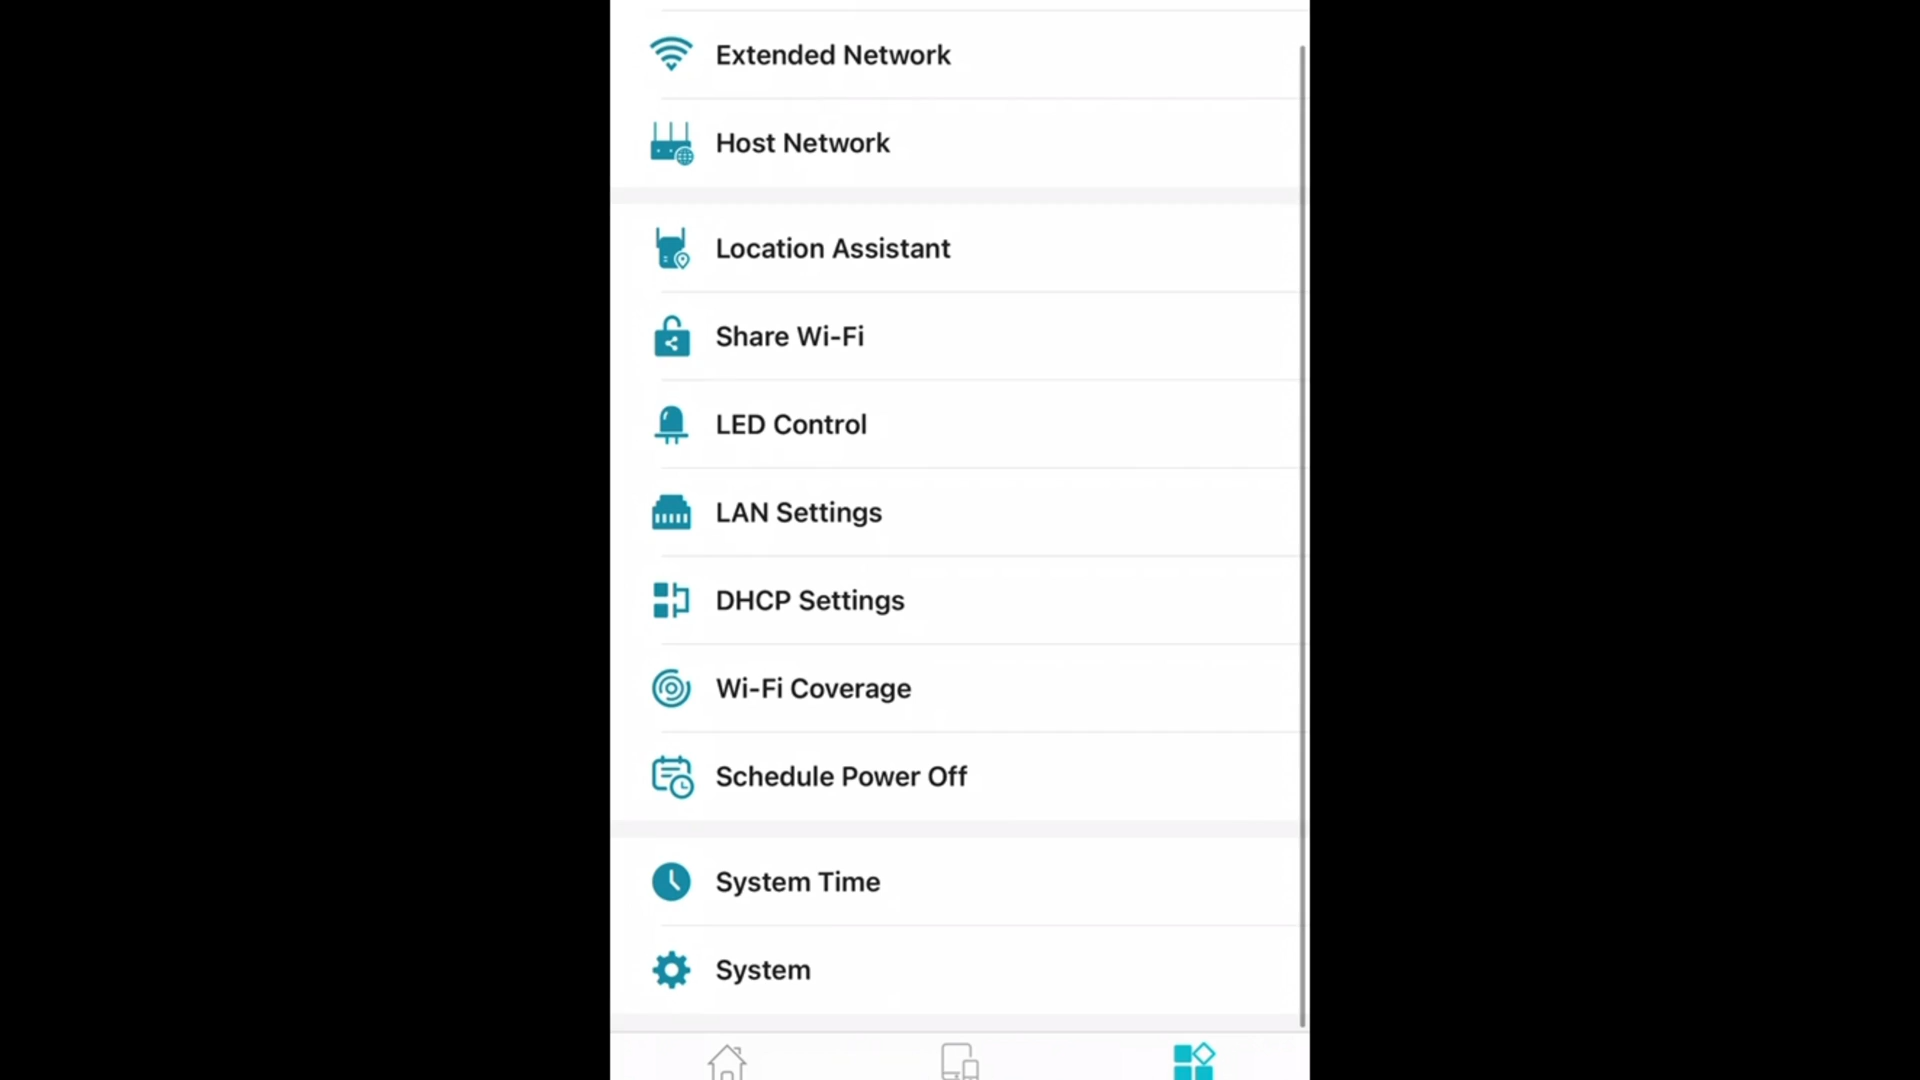 Extended Network
Host Network
Location Assistant
Share Wi-Fi
LED Control
LAN Settings
DHCP Settings
Wi-Fi Coverage
Schedule Power Off
System Time
System